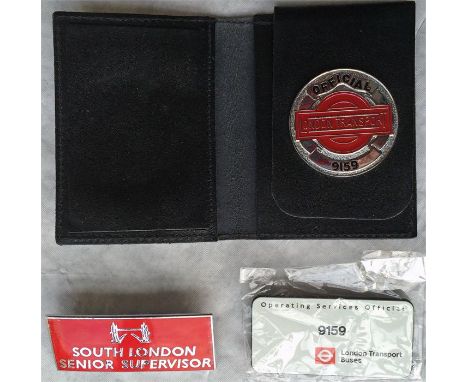 OFFICIAL
LONDON TRANSPORT
9159
SOUTH LONDON
SENIOR SUPERVISOR
Operating Services Official
9159
London Transport
Buses